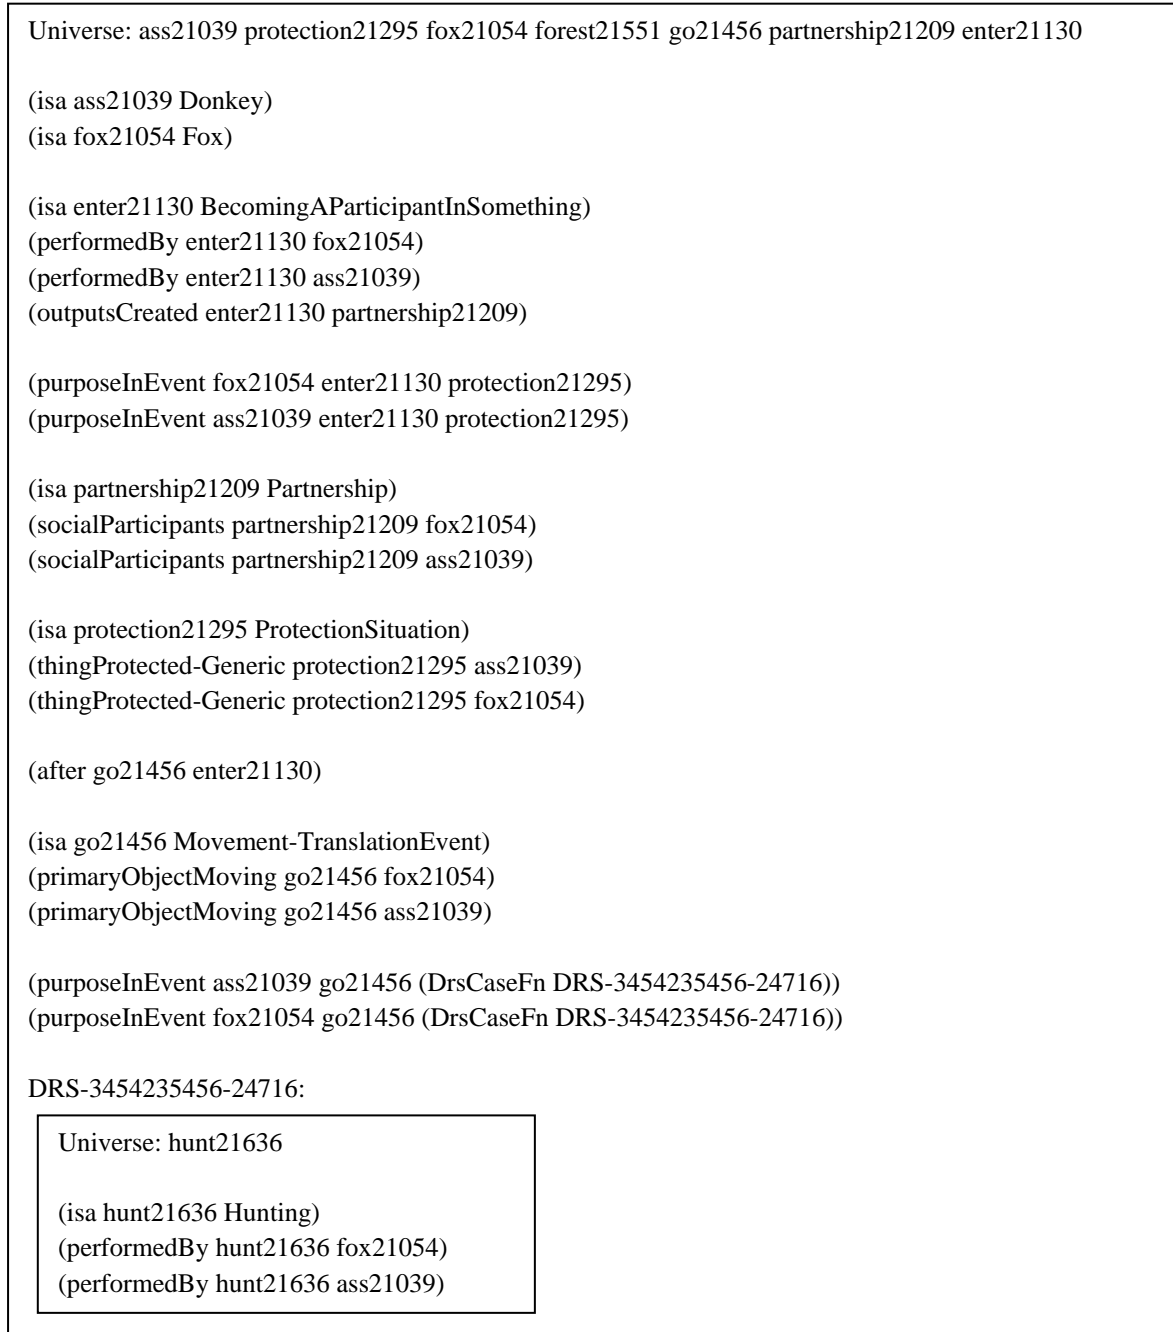 Universe: ass21039 protection21295 fox21054 forest21551 go21456 partnership21209 enter21130
(isa ass21039 Donkey)
(isa fox21054 Fox)
(isa enter21130 BecomingAParticipantInSomething)
(performedBy enter21130 fox21054)
(performedBy enter21130 ass21039)
(outputsCreated enter21130 partnership21209)
(purposeInEvent fox21054 enter21130 protection21295)
(purposeInEvent ass21039 enter21130 protection21295)
(isa partnership21209 Partnership)
(socialParticipants partnership21209 fox21054)
(socialParticipants partnership21209 ass21039)
(isa protection21295 ProtectionSituation)
(thingProtected-Generic protection21295 ass21039)
(thingProtected-Generic protection21295 fox21054)
(after go21456 enter21130)
(isa go21456 Movement-TranslationEvent)
(primaryObjectMoving go21456 fox21054)
(primaryObjectMoving go21456 ass21039)
(purposeInEvent ass21039 go21456 (DrsCaseFn DRS-3454235456-24716))
(purposeInEvent fox21054 go21456 (DrsCaseFn DRS-3454235456-24716))
DRS-3454235456-24716:
Universe: hunt21636
(isa hunt21636 Hunting)
(performedBy hunt21636 fox21054)
(performedBy hunt21636 ass21039)